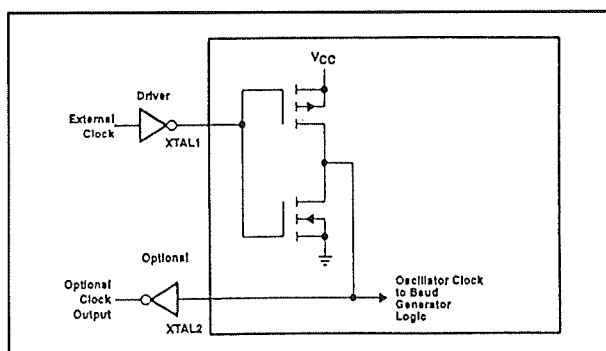 VCC
Driver
External
Clock
XTAL1
Optional
Optional
Clock
Output
XTAL2
Oscillator Clock
to Baud
Generator
Logic